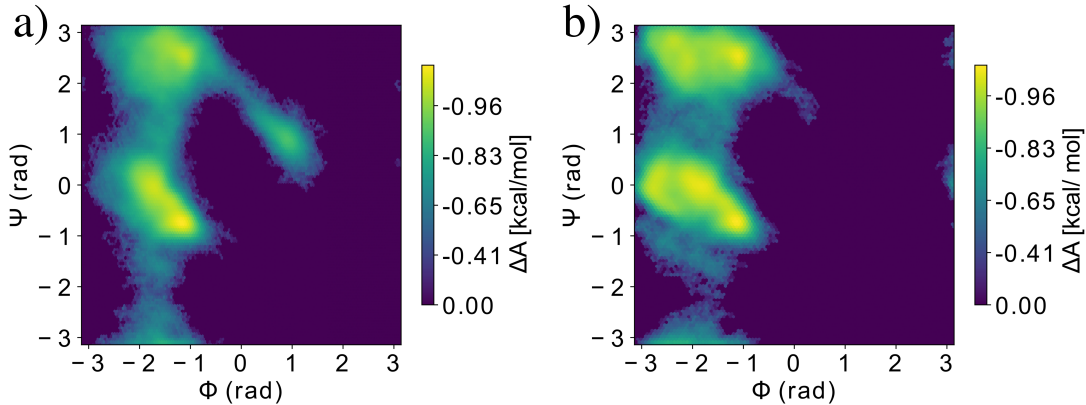 a)
3
2
1
0
− 1
− 2
− 3
Ψ (rad)
− 3 − 2 − 1 0 1 2 3
Φ (rad)
-0.96
-0.83
-0.65
-0.41
0.00
ΔA [kcal/mol]
b)
3
2
1
0
− 1
− 2
− 3
Ψ (rad)
− 3 − 2 − 1 0 1 2 3
Φ (rad)
-0.96
-0.83
-0.65
-0.41
0.00
ΔA [kcal/ mol]